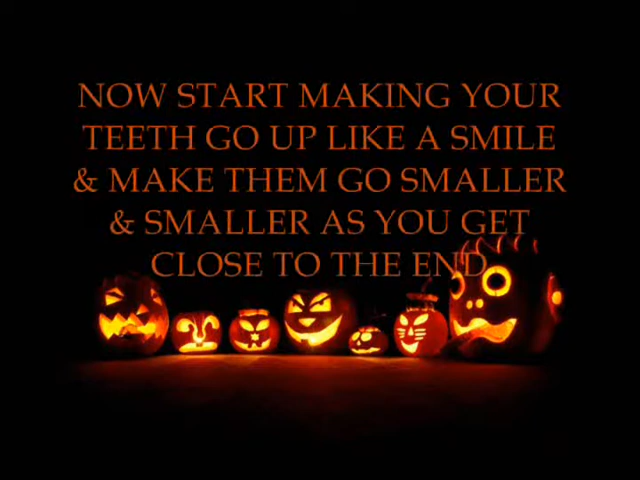 NOW START MAKING YOUR
TEETH GO UP LIKE A SMILE
& MAKE THEM GO SMALLER
& SMALLER AS YOU GET
CLOSE TO THE END